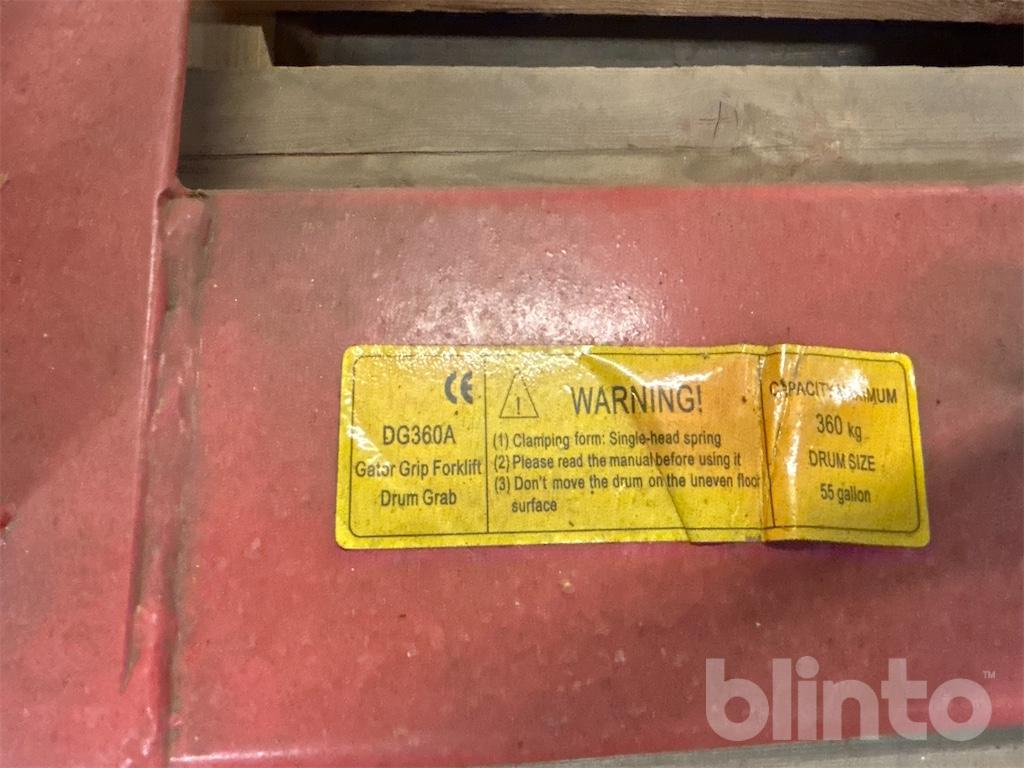 CE
DG360A
Gator Grip Forklift
Drum Grab
WARNING!
(1) Clamping form: Single-head spring
(2) Please read the manual before using it
(3) Don't move the drum on the uneven floor
surface
CAPACITY MINIMUM
360 kg
DRUM SIZE
55 gallon
blinto™